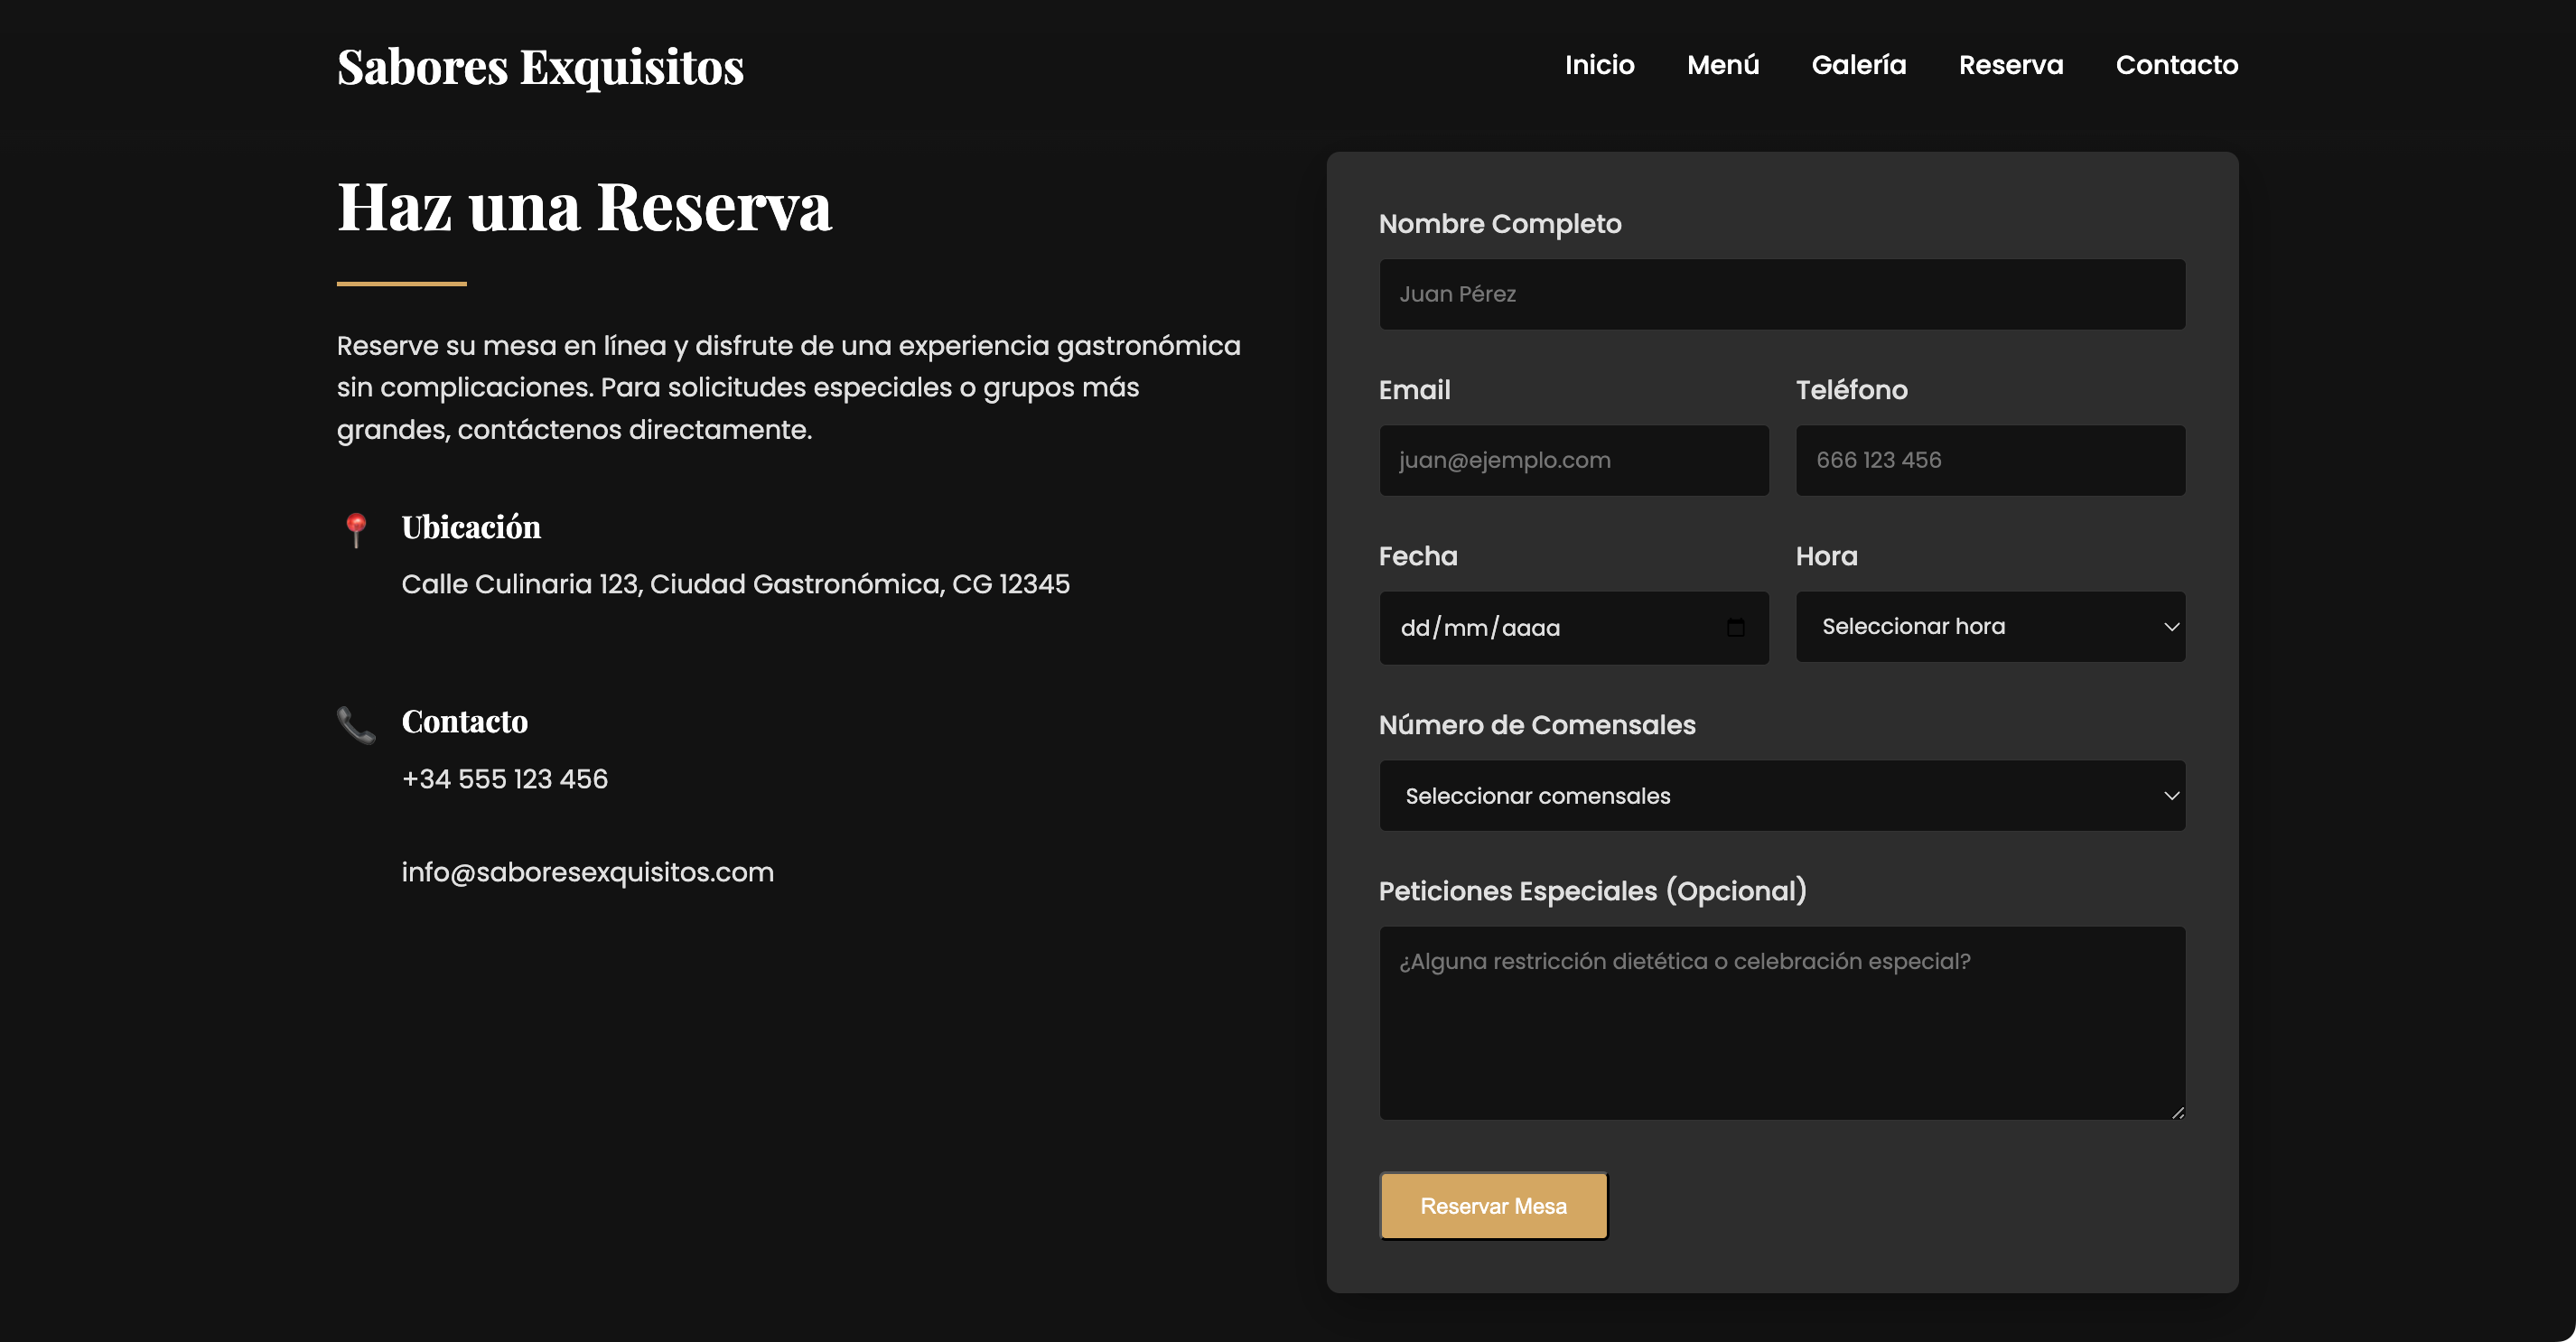 Sabores Exquisitos
Inicio Menú Galería Reserva Contacto
Haz una Reserva
Reserve su mesa en línea y disfrute de una experiencia gastronómica
sin complicaciones. Para solicitudes especiales o grupos más
grandes, contáctenos directamente.
Ubicación
Calle Culinaria 123, Ciudad Gastronómica, CG 12345
Contacto
+34 555 123 456
info@saboresexquisitos.com
Nombre Completo
Juan Pérez
Email Teléfono
juan@ejemplo.com 666 123 456
Fecha Hora
dd/mm/aaaa Seleccionar hora
Número de Comensales
Seleccionar comensales
Peticiones Especiales (Opcional)
¿Alguna restricción dietética o celebración especial?
Reservar Mesa